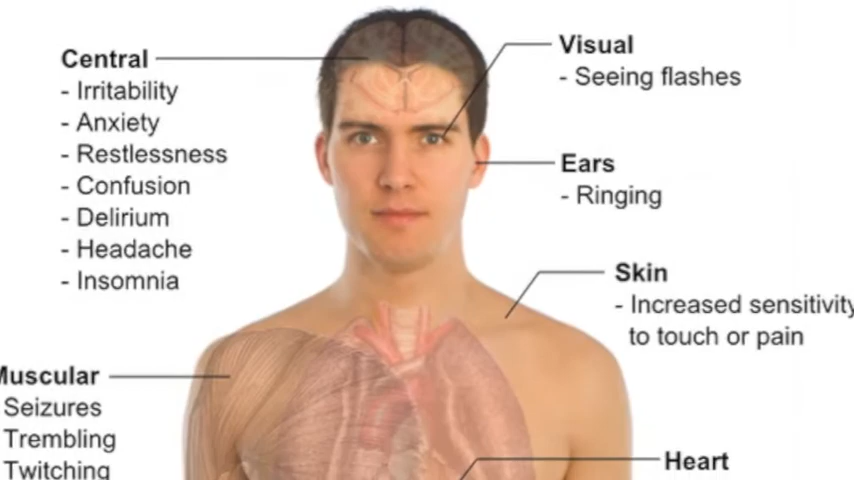 Central
- Irritability
- Anxiety
- Restlessness
- Confusion
- Delirium
- Headache
- Insomnia
Visual
- Seeing flashes
Ears
- Ringing
Skin
- Increased sensitivity
to touch or pain
Muscular
Seizures
Trembling
Twitching
Heart